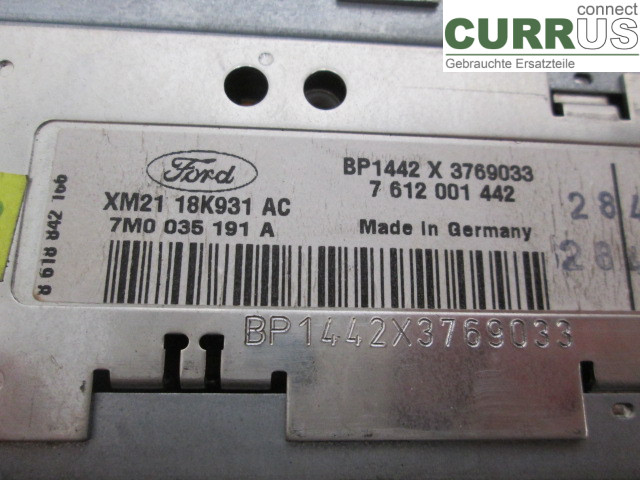 connect
CURRUS
Gebrauchte Ersatzteile
Ford
BP1442 X 3769033
XM21 18K931 AC
7 612 001 442
7M0 035 191 A
Made in Germany
284
BP1442X3769033